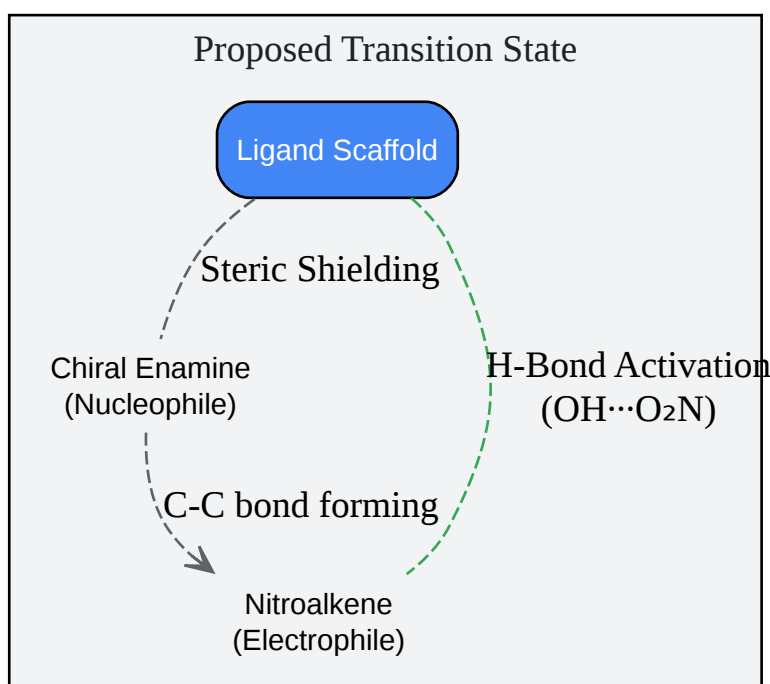 Proposed Transition State
Ligand Scaffold
Steric Shielding
Chiral Enamine
(Nucleophile)
H-Bond Activation
(OH···O₂N)
C-C bond forming
Nitroalkene
(Electrophile)